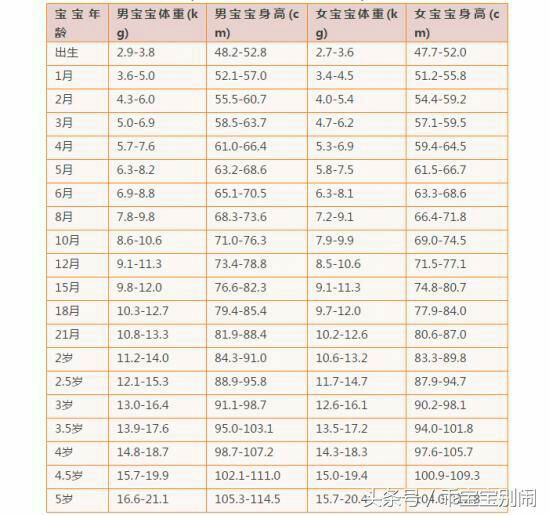 宝宝年龄 男宝宝体重(kg) 男宝宝身高(cm) 女宝宝体重(kg) 女宝宝身高(cm)
出生 2.9-3.8 48.2-52.8 2.7-3.6 47.7-52.0
1月 3.6-5.0 52.1-57.0 3.4-4.5 51.2-55.8
2月 4.3-6.0 55.5-60.7 4.0-5.4 54.4-59.2
3月 5.0-6.9 58.5-63.7 4.7-6.2 57.1-59.5
4月 5.7-7.6 61.0-66.4 5.3-6.9 59.4-64.5
5月 6.3-8.2 63.2-68.6 5.8-7.5 61.5-66.7
6月 6.9-8.8 65.1-70.5 6.3-8.1 63.3-68.6
8月 7.8-9.8 68.3-73.6 7.2-9.1 66.4-71.8
10月 8.6-10.6 71.0-76.3 7.9-9.9 69.0-74.5
12月 9.1-11.3 73.4-78.8 8.5-10.6 71.5-77.1
15月 9.8-12.0 76.6-82.3 9.1-11.3 74.8-80.7
18月 10.3-12.7 79.4-85.4 9.7-12.0 77.9-84.0
21月 10.8-13.3 81.9-88.4 10.2-12.6 80.6-87.0
2岁 11.2-14.0 84.3-91.0 10.6-13.2 83.3-89.8
2.5岁 12.1-15.3 88.9-95.8 11.7-14.7 87.9-94.7
3岁 13.0-16.4 91.1-98.7 12.6-16.1 90.2-98.1
3.5岁 13.9-17.6 95.0-103.1 13.5-17.2 94.0-101.8
4岁 14.8-18.7 98.7-107.2 14.3-18.3 97.6-105.7
4.5岁 15.7-19.9 102.1-111.0 15.0-19.4 100.9-109.3
5岁 16.6-21.1 105.3-114.5 15.7-20.4
头条号/乖宝宝别闹